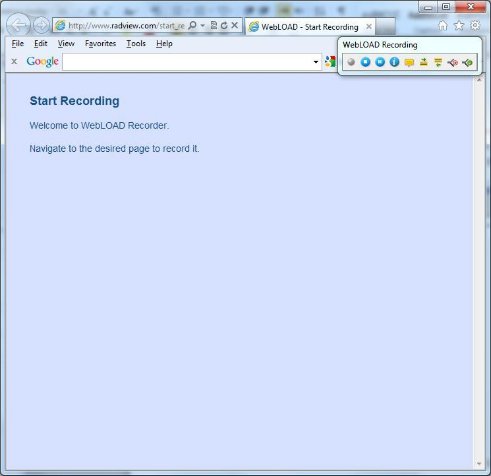 http://www.radview.com/start_re
WebLOAD - Start Recording
File Edit View Favorites Tools Help
WebLOAD Recording
x Google
Start Recording
Welcome to WebLOAD Recorder.
Navigate to the desired page to record it.